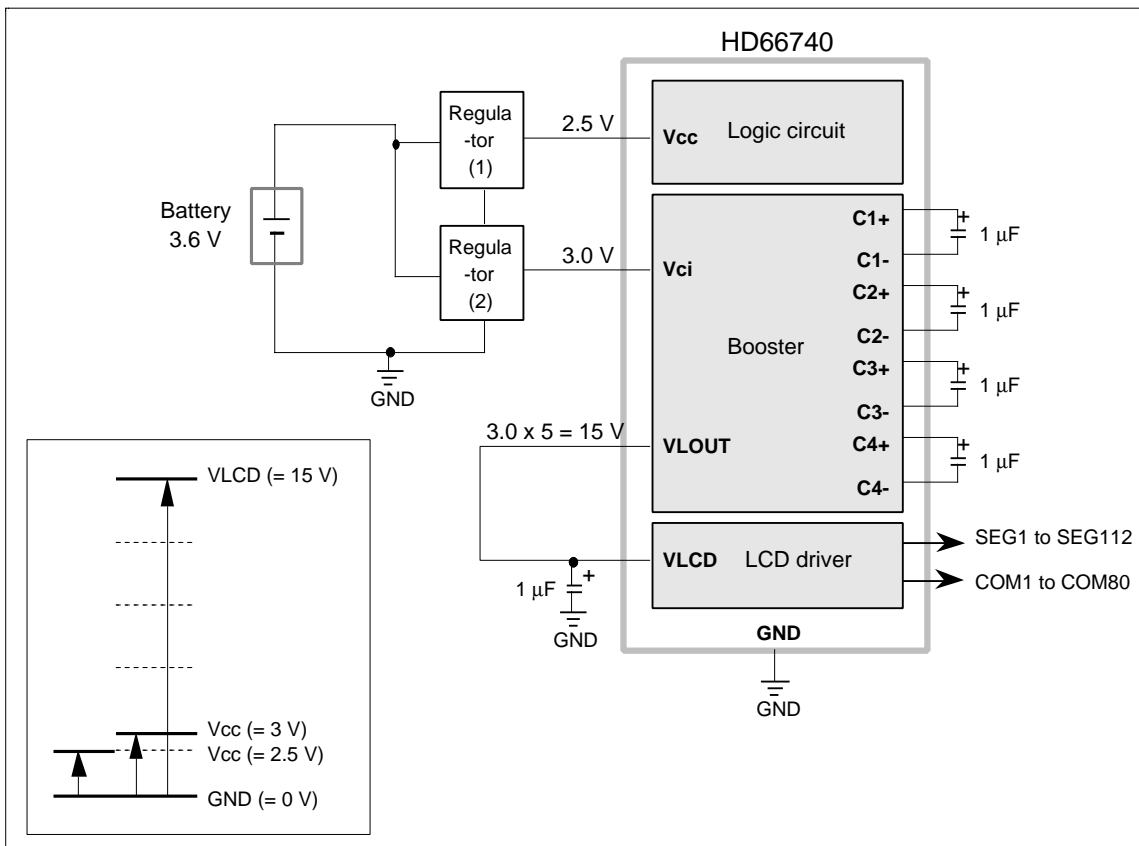 HD66740
Regula
-tor
(1)
2.5 V
Vcc
Logic circuit
Battery
3.6 V
Regula
-tor
(2)
3.0 V
Vci
Booster
C1+
C1-
+
1 μF
C2+
C2-
+
1 μF
C3+
C3-
+
1 μF
C4+
C4-
+
1 μF
GND
3.0 x 5 = 15 V
VLOUT
VLCD
LCD driver
SEG1 to SEG112
COM1 to COM80
+
1 μF
GND
GND
GND
VLCD (= 15 V)
Vcc (= 3 V)
Vcc (= 2.5 V)
GND (= 0 V)